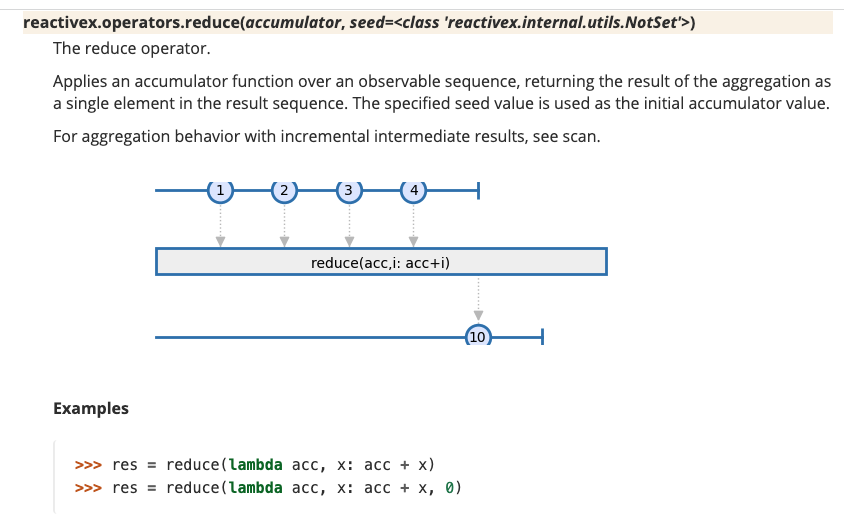 reactivex.operators.reduce(accumulator, seed=<class 'reactivex.internal.utils.NotSet'>)
The reduce operator.
Applies an accumulator function over an observable sequence, returning the result of the aggregation as
a single element in the result sequence. The specified seed value is used as the initial accumulator value.
For aggregation behavior with incremental intermediate results, see scan.
1 2 3 4
reduce(acc,i: acc+i)
10
Examples
>>> res = reduce(lambda acc, x: acc + x)
>>> res = reduce(lambda acc, x: acc + x, 0)